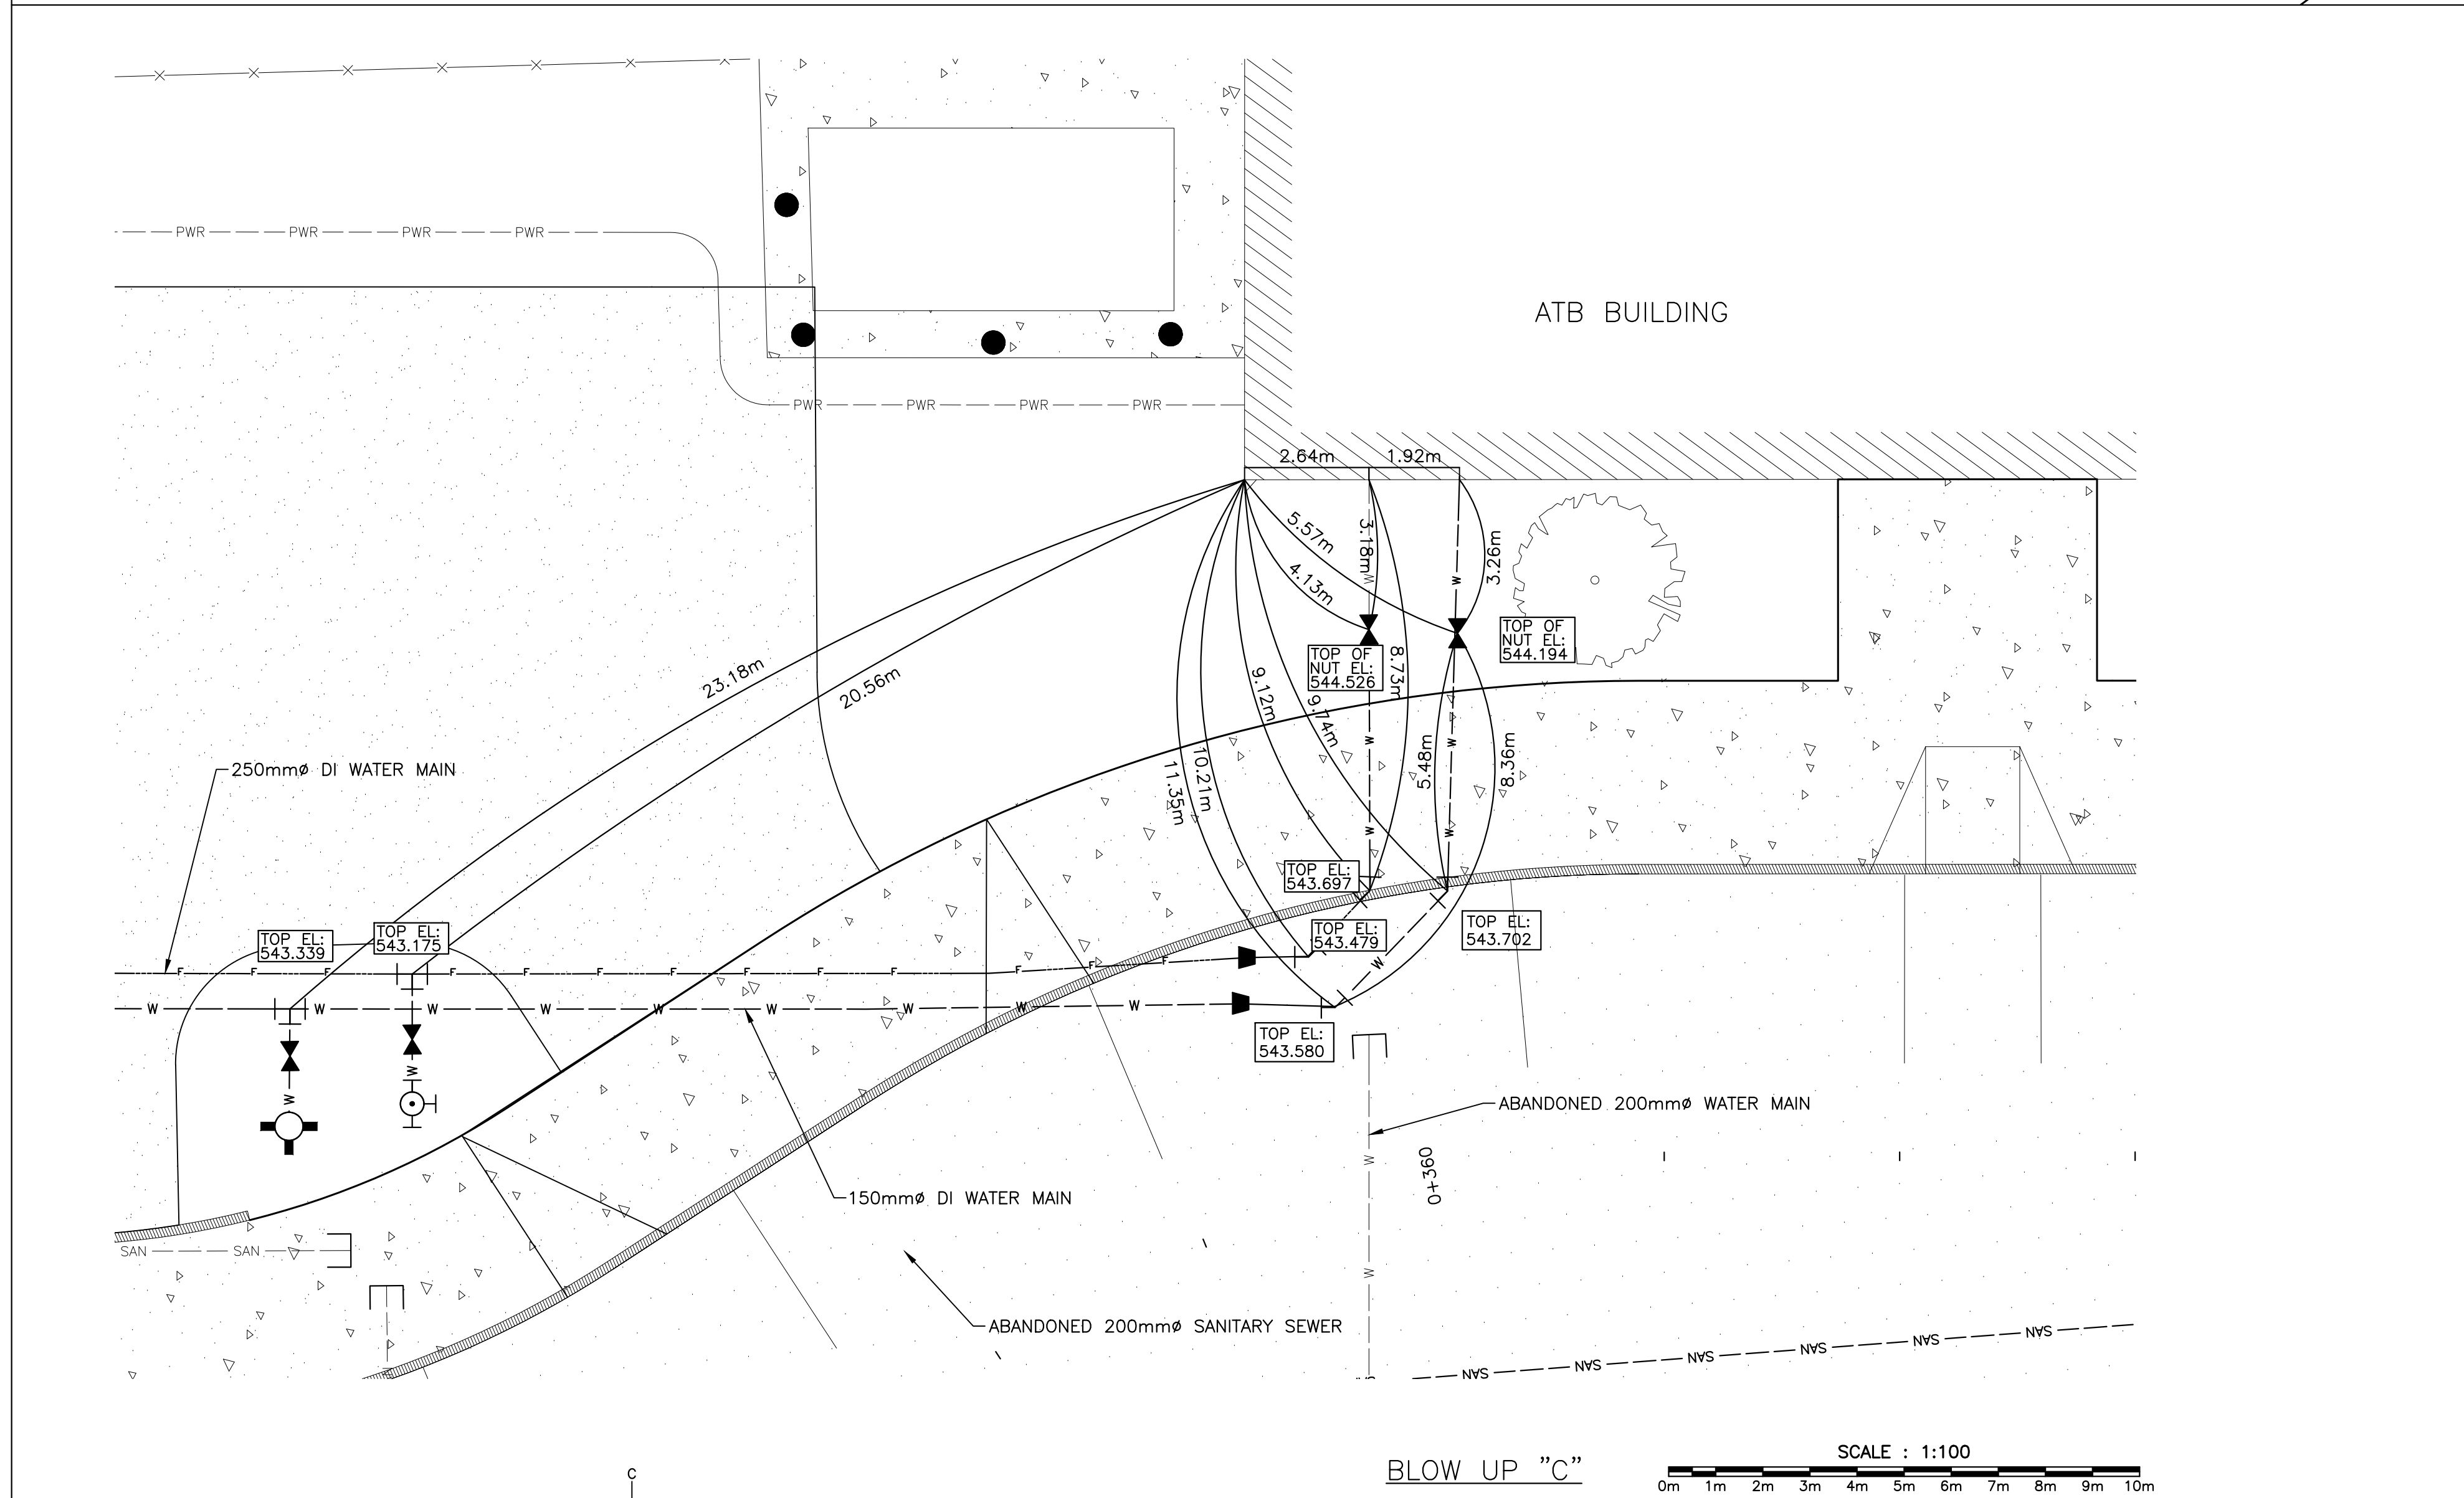 PWR PWR PWR PWR
ATB BUILDING
PWR PWR PWR PWR
2.64m 1.92m
5.57m
3.18m
3.26m
4.13m
W
W
TOP OF
NUT EL:
544.194
TOP OF
NUT EL:
544.526
8.73m
23.18m
20.56m
9.12m
9.74m
5.48m
8.36m
10.21m
11.35m
W
W
W
W
250mmø DI WATER MAIN
TOP EL:
543.697
TOP EL:
543.339
TOP EL:
543.175
TOP EL:
543.479
TOP EL:
543.702
F F F F F F F F F F F F F F
W
W W W W W W W W W W
TOP EL:
543.580
W
W
ABANDONED 200mmø WATER MAIN
W
0+360
150mmø DI WATER MAIN
SAN SAN
W
ABANDONED 200mmø SANITARY SEWER
SAN SAN SAN SAN SAN SAN SAN
C
BLOW UP "C"
SCALE : 1:100
0m 1m 2m 3m 4m 5m 6m 7m 8m 9m 10m